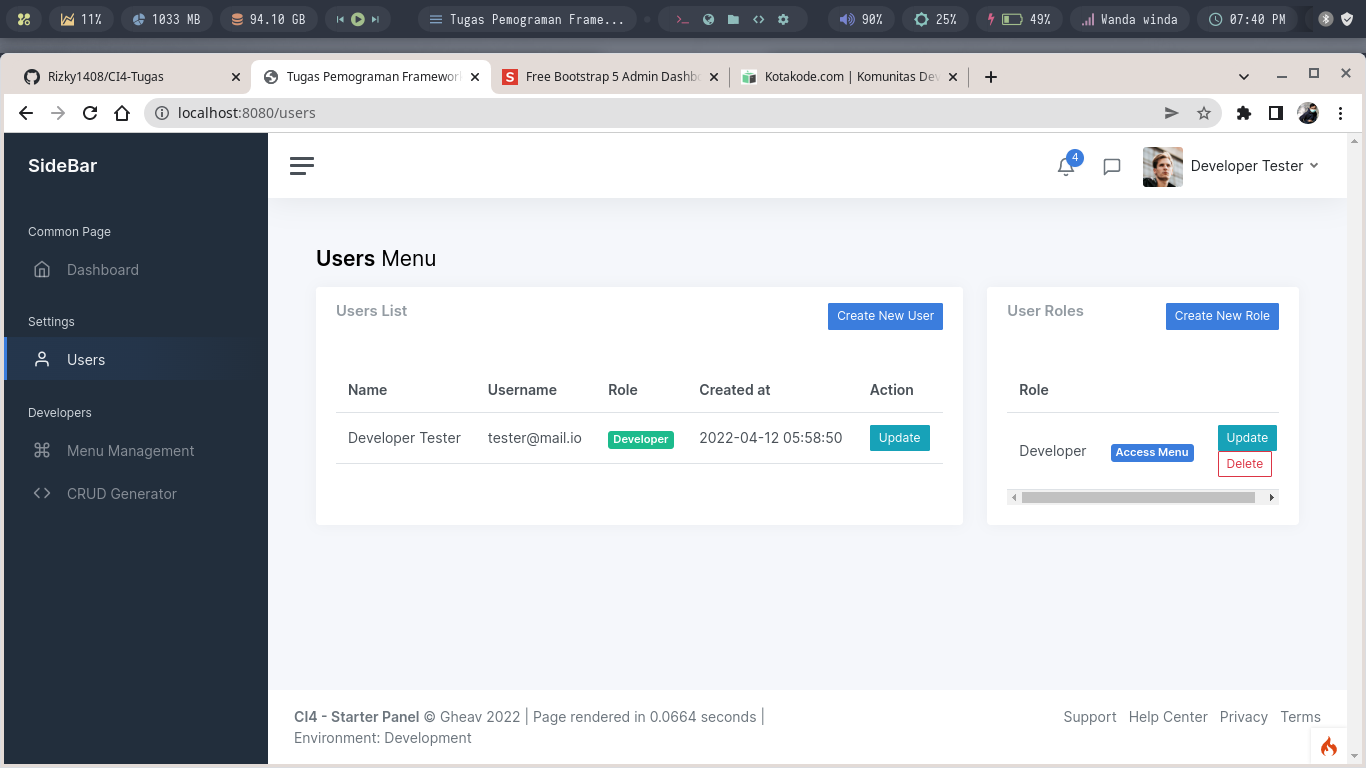 11% 1033 MB 94.10 GB Tugas Pemograman Frame... 90% 25% 49% Wanda winda 07:40 PM
Rizky1408/CI4-Tugas Tugas Pemograman Framework Free Bootstrap 5 Admin Dashbo Kotakode.com | Komunitas Dev
localhost:8080/users
SideBar
4
Developer Tester
Common Page
Dashboard
Settings
Users
Developers
Menu Management
CRUD Generator
Users Menu
Users List
Create New User
Name Username Role Created at Action
Developer Tester tester@mail.io Developer 2022-04-12 05:58:50 Update
User Roles
Create New Role
Role
Developer Access Menu Update
Delete
CI4 - Starter Panel © Gheav 2022 | Page rendered in 0.0664 seconds |
Environment: Development
Support Help Center Privacy Terms